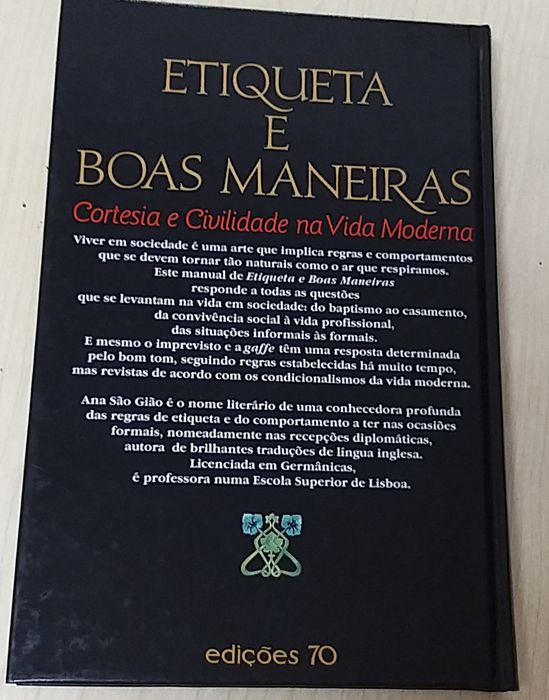 ETIQUETA
E
BOAS MANEIRAS
Cortesia e Civilidade na Vida Moderna
Viver em sociedade é uma arte que implica regras e comportamentos
que se devem tornar tão naturais como o ar que respiramos.
Este manual de Etiqueta e Boas Maneiras
responde a todas as questões
que se levantam na vida em sociedade: do baptismo ao casamento,
da convivência social à vida profissional,
das situações informais às formais.
E mesmo o imprevisto e a gaffe têm uma resposta determinada
pelo bom tom, seguindo regras estabelecidas há muito tempo,
mas revistas de acordo com os condicionalismos da vida moderna.
Ana São Gião é o nome literário de uma conhecedora profunda
das regras de etiqueta e do comportamento a ter nas ocasiões
formais, nomeadamente nas recepções diplomáticas,
autora de brilhantes traduções de língua inglesa.
Licenciada em Germânicas,
é professora numa Escola Superior de Lisboa.
edições 70